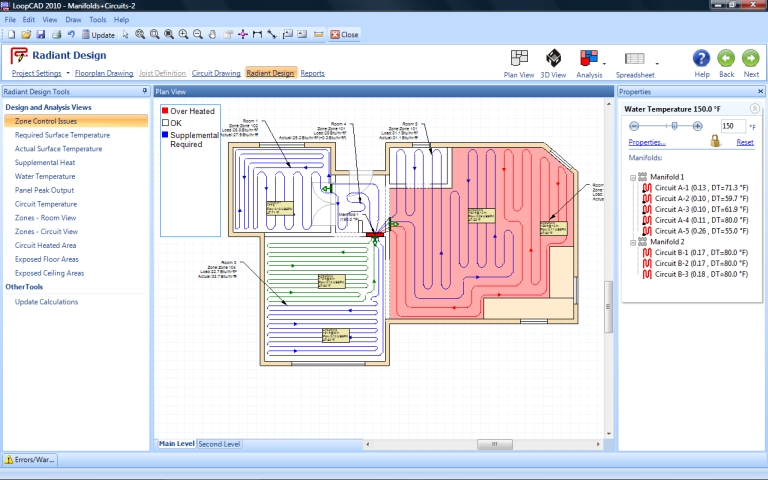 LoopCAD 2010 - Manifolds+Circuits-2
File Edit View Draw Tools Help
Update Close
Radiant Design
Project Settings Floorplan Drawing Joist Definition Circuit Drawing Radiant Design Reports
Plan View 3D View Analysis Spreadsheet Help Back Next
Radiant Design Tools
Design and Analysis Views
Zone Control Issues
Required Surface Temperature
Actual Surface Temperature
Supplemental Heat
Water Temperature
Panel Peak Output
Circuit Temperature
Zones - Room View
Zones - Circuit View
Circuit Heated Area
Exposed Floor Areas
Exposed Ceiling Areas
OtherTools
Update Calculations
Plan View
Over Heated
OK
Supplemental
Required
Room 4
Main Level Second Level
Properties
Water Temperature 150.0 °F
150 °F
Properties... Reset
Manifolds:
Manifold 1
Circuit A-1 (0.13 , DT=71.3 °F)
Circuit A-2 (0.10 , DT=59.7 °F)
Circuit A-3 (0.10 , DT=61.9 °F)
Circuit A-4 (0.11 , DT=80.0 °F)
Circuit A-5 (0.26 , DT=55.0 °F)
Manifold 2
Circuit B-1 (0.17 , DT=80.0 °F)
Circuit B-2 (0.17 , DT=80.0 °F)
Circuit B-3 (0.18 , DT=80.0 °F)
Errors/War...